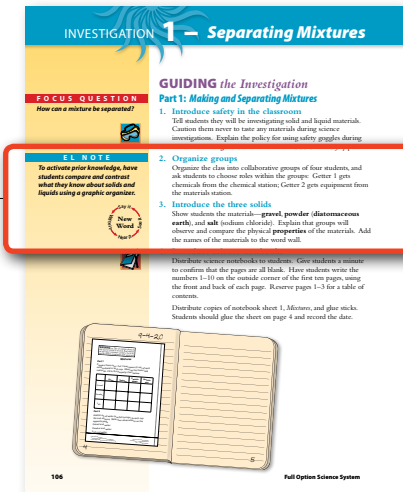 INVESTIGATION 1 – Separating Mixtures
GUIDING the Investigation
FOCUS QUESTION
How can a mixture be separated?
Part 1: Making and Separating Mixtures
1. Introduce safety in the classroom
Tell students they will be investigating solid and liquid materials.
Caution them never to taste any materials during science
investigations. Explain the policy for using safety goggles during
EL NOTE
To activate prior knowledge, have
students compare and contrast
what they know about solids and
liquids using a graphic organizer.
New
Word
2. Organize groups
Organize the class into collaborative groups of four students, and
ask students to choose roles within the groups: Getter 1 gets
chemicals from the chemical station; Getter 2 gets equipment from
the materials station.
3. Introduce the three solids
Show students the materials—gravel, powder (diatomaceous
earth), and salt (sodium chloride). Explain that groups will
observe and compare the physical properties of the materials. Add
the names of the materials to the word wall.
Distribute science notebooks to students. Give students a minute
to confirm that the pages are all blank. Have students write the
numbers 1–10 on the outside corner of the first ten pages, using
the front and back of each page. Reserve pages 1–3 for a table of
contents.
Distribute copies of notebook sheet 1, Mixtures, and glue sticks.
Students should glue the sheet on page 4 and record the date.
4
5
106
Full Option Science System